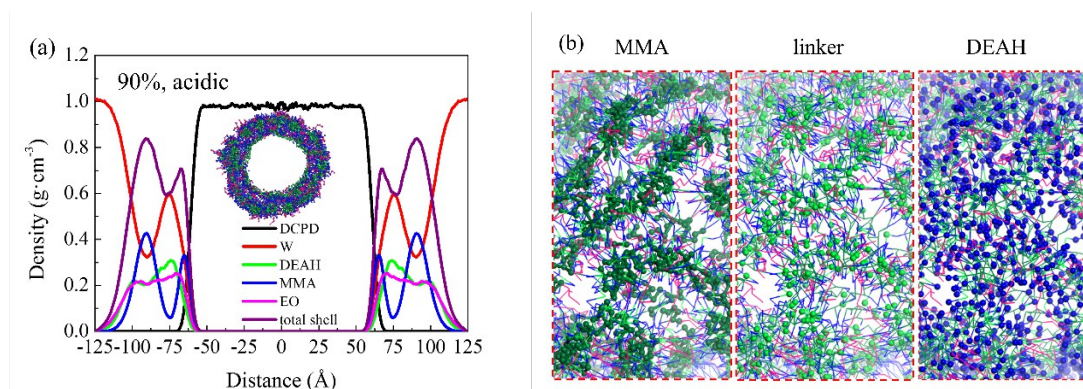 (a)
90%, acidic
1.2
1.0
0.8
0.6
0.4
0.2
0.0
Density (g·cm⁻³)
DCPD
W
DEAH
MMA
EO
total shell
-125 -100 -75 -50 -25 0 25 50 75 100 125
Distance (Å)
(b)
MMA linker DEAH